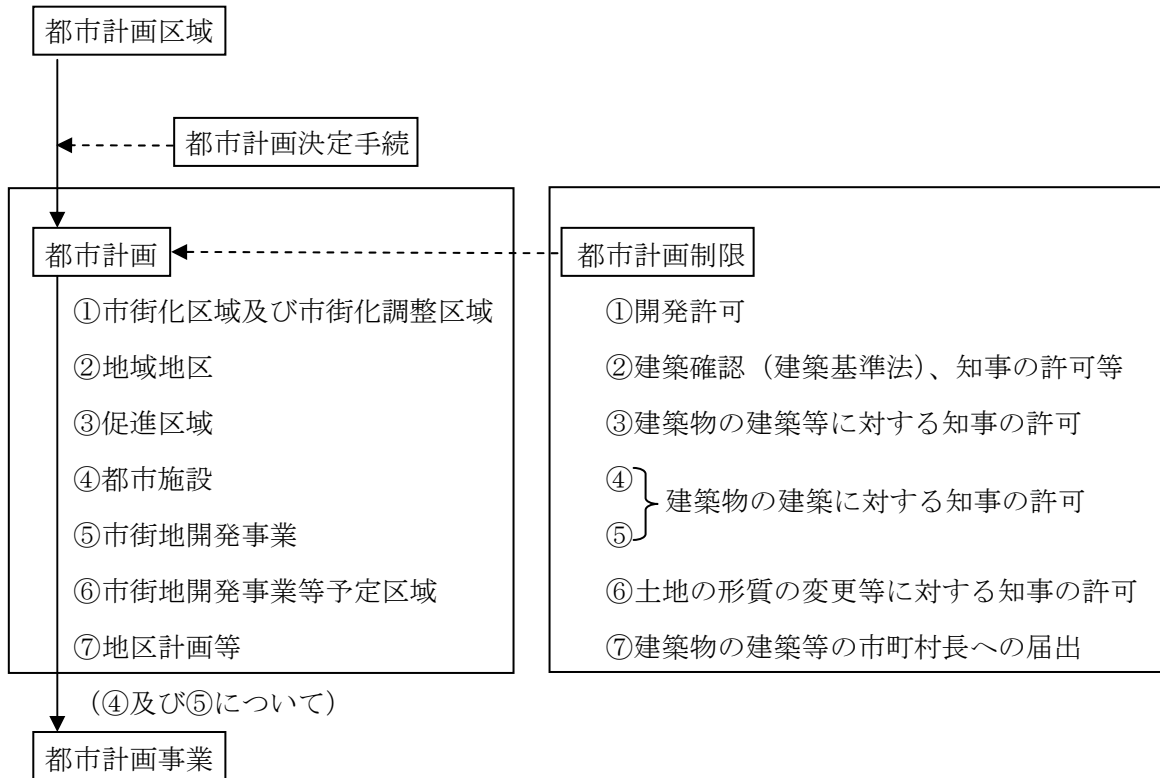 都市計画区域
都市計画決定手続
都市計画
①市街化区域及び市街化調整区域
②地域地区
③促進区域
④都市施設
⑤市街地開発事業
⑥市街地開発事業等予定区域
⑦地区計画等
都市計画制限
①開発許可
②建築確認（建築基準法）、知事の許可等
③建築物の建築等に対する知事の許可
④
⑤
建築物の建築に対する知事の許可
⑥土地の形質の変更等に対する知事の許可
⑦建築物の建築等の市町村長への届出
（④及び⑤について）
都市計画事業